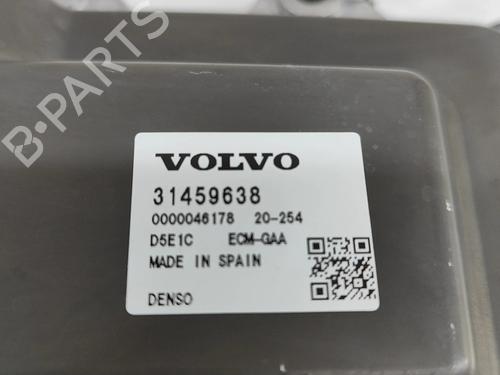 B-PARTS
VOLVO
31459638
0000046178 20-254
D5E1C ECM-GAA
MADE IN SPAIN
DENSO